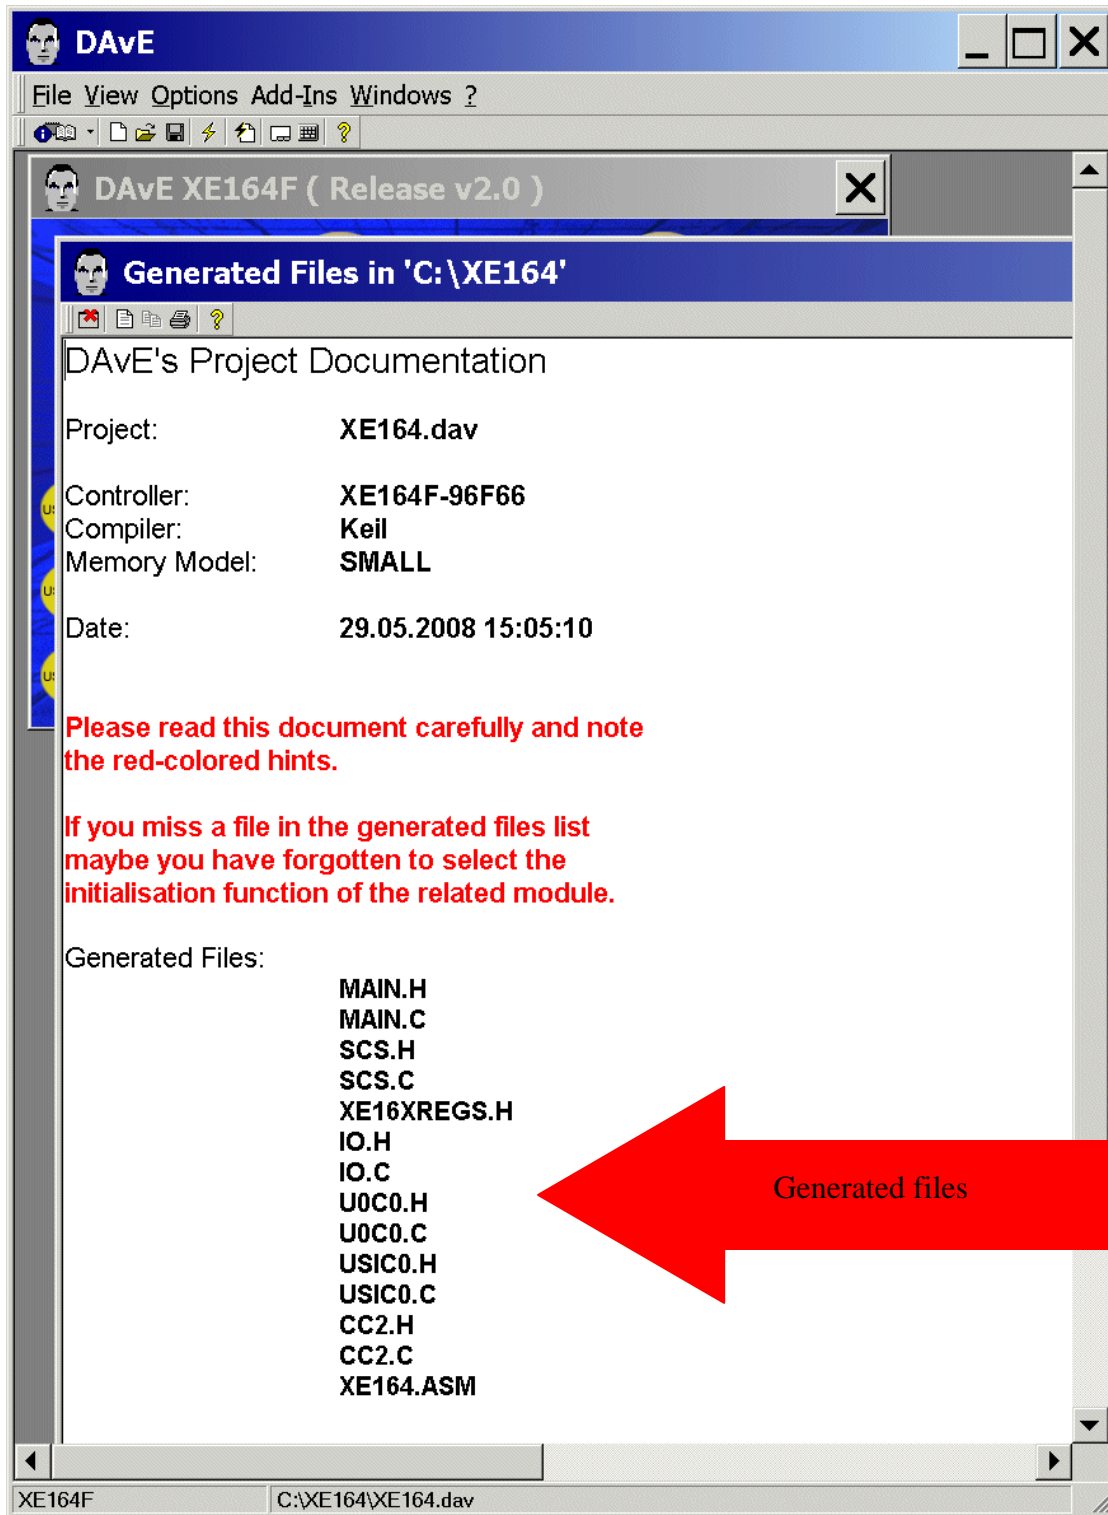 DAvE
File View Options Add-Ins Windows ?
DAvE XE164F ( Release v2.0 )
Generated Files in 'C:\XE164'
DAvE's Project Documentation
Project: XE164.dav
Controller: XE164F-96F66
Compiler: Keil
Memory Model: SMALL
Date: 29.05.2008 15:05:10
Please read this document carefully and note
the red-colored hints.
If you miss a file in the generated files list
maybe you have forgotten to select the
initialisation function of the related module.
Generated Files:
MAIN.H
MAIN.C
SCS.H
SCS.C
XE16XREGS.H
IO.H
IO.C
U0C0.H
U0C0.C
USIC0.H
USIC0.C
CC2.H
CC2.C
XE164.ASM
Generated files
XE164F C:\XE164\XE164.dav